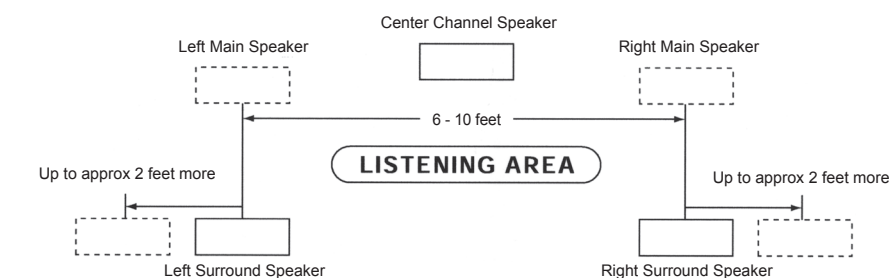 Center Channel Speaker
Left Main Speaker
Right Main Speaker
6 - 10 feet
LISTENING AREA
Up to approx 2 feet more
Up to approx 2 feet more
Left Surround Speaker
Right Surround Speaker